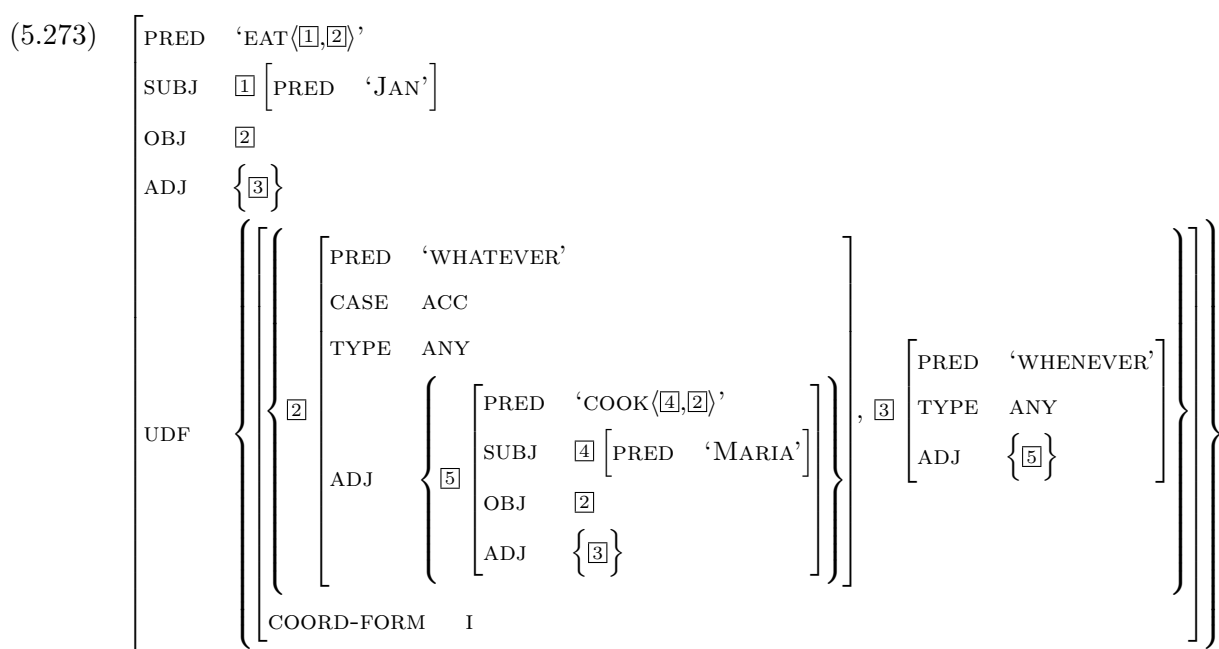 (5.273)
PRED ‘EAT⟨1,2⟩’
SUBJ 1 [PRED ‘JAN’]
OBJ 2
ADJ {3}
UDF
2
PRED ‘WHATEVER’
CASE ACC
TYPE ANY
ADJ
5
PRED ‘COOK⟨4,2⟩’
SUBJ 4 [PRED ‘MARIA’]
OBJ 2
ADJ {3}
, 3
PRED ‘WHENEVER’
TYPE ANY
ADJ {5}
COORD-FORM I